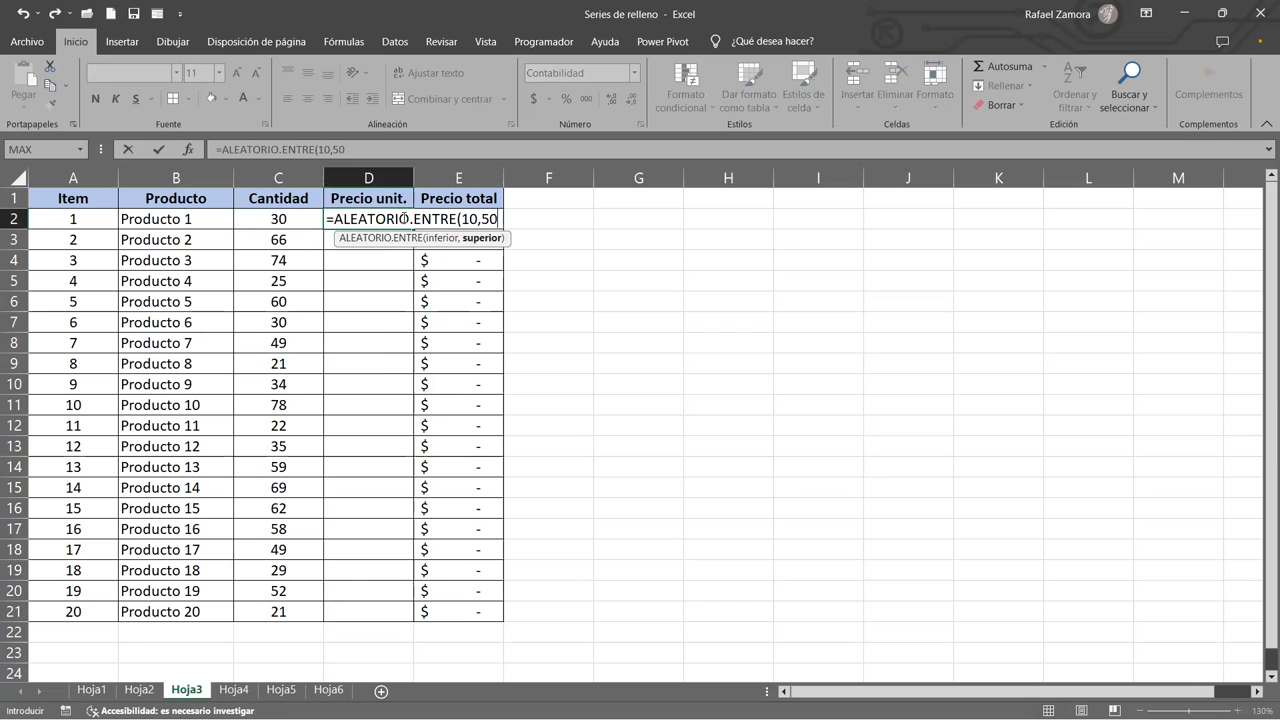 Series de relleno - Excel
Rafael Zamora
Archivo Inicio Insertar Dibujar Disposición de página Fórmulas Datos Revisar Vista Programador Ayuda Power Pivot ¿Qué desea hacer?
Pegar
11
N K S
Ajustar texto
Combinar y centrar
Contabilidad
$ % 000
Formato condicional
Dar formato como tabla
Estilos de celda
Insertar Eliminar Formato
Autosuma
Rellenar
Borrar
Ordenar y filtrar
Buscar y seleccionar
Complementos
Portapapeles Fuente Alineación Número Estilos Celdas Edición Complementos
MAX fx =ALEATORIO.ENTRE(10,50
A B C D E F G H I J K L M
1 Item Producto Cantidad Precio unit. Precio total
2 1 Producto 1 30 =ALEATORIO.ENTRE(10,50
ALEATORIO.ENTRE(inferior, superior)
3 2 Producto 2 66
4 3 Producto 3 74 $ -
5 4 Producto 4 25 $ -
6 5 Producto 5 60 $ -
7 6 Producto 6 30 $ -
8 7 Producto 7 49 $ -
9 8 Producto 8 21 $ -
10 9 Producto 9 34 $ -
11 10 Producto 10 78 $ -
12 11 Producto 11 22 $ -
13 12 Producto 12 35 $ -
14 13 Producto 13 59 $ -
15 14 Producto 14 69 $ -
16 15 Producto 15 62 $ -
17 16 Producto 16 58 $ -
18 17 Producto 17 49 $ -
19 18 Producto 18 29 $ -
20 19 Producto 19 52 $ -
21 20 Producto 20 21 $ -
22
23
24
Hoja1 Hoja2 Hoja3 Hoja4 Hoja5 Hoja6
Introducir Accesibilidad: es necesario investigar 130%